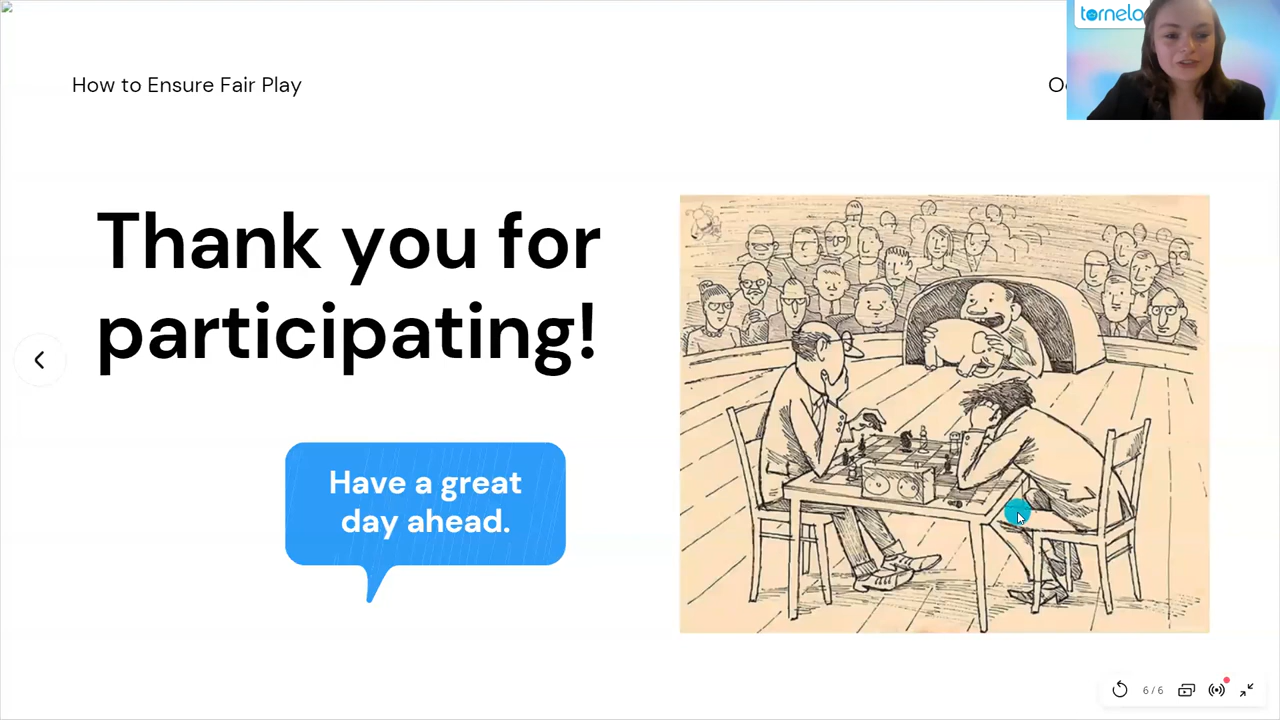 tornelo
How to Ensure Fair Play
Thank you for
participating!
Have a great
day ahead.
6 / 6